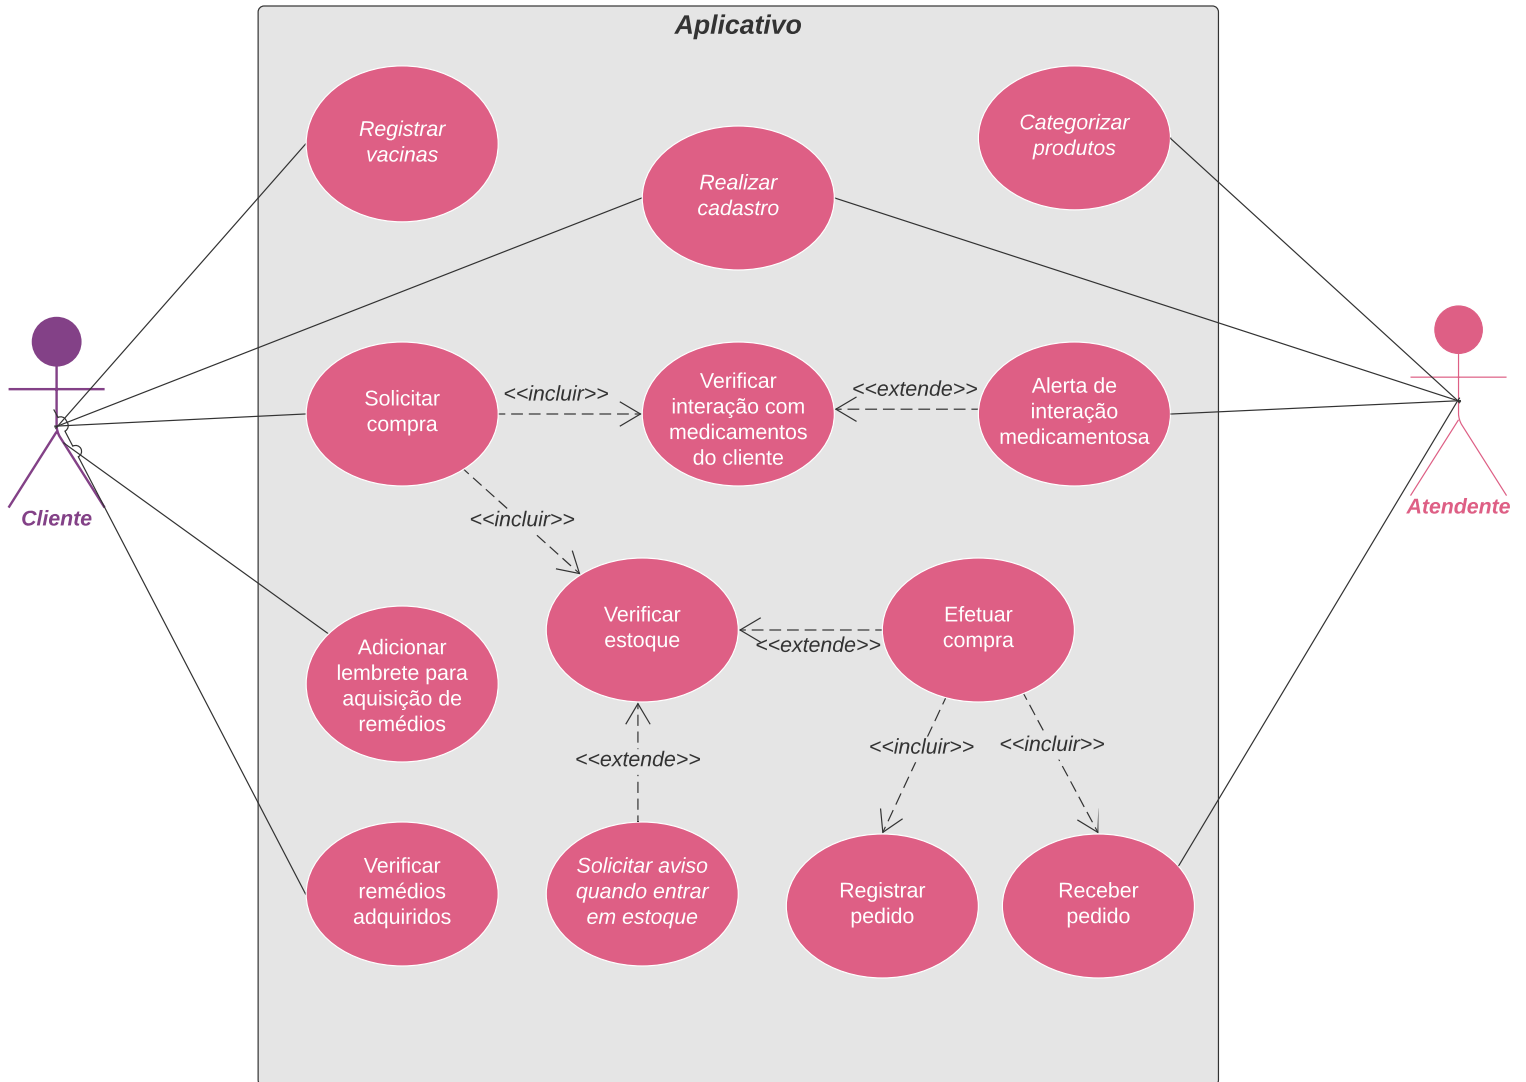 Aplicativo
Registrar
vacinas
Realizar
cadastro
Categorizar
produtos
Cliente
Atendente
Solicitar
compra
<<incluir>>
Verificar
interação com
medicamentos
do cliente
<<extende>>
Alerta de
interação
medicamentosa
<<incluir>>
Verificar
estoque
<<extende>>
Efetuar
compra
Adicionar
lembrete para
aquisição de
remédios
<<extende>>
<<incluir>>
<<incluir>>
Verificar
remédios
adquiridos
Solicitar aviso
quando entrar
em estoque
Registrar
pedido
Receber
pedido